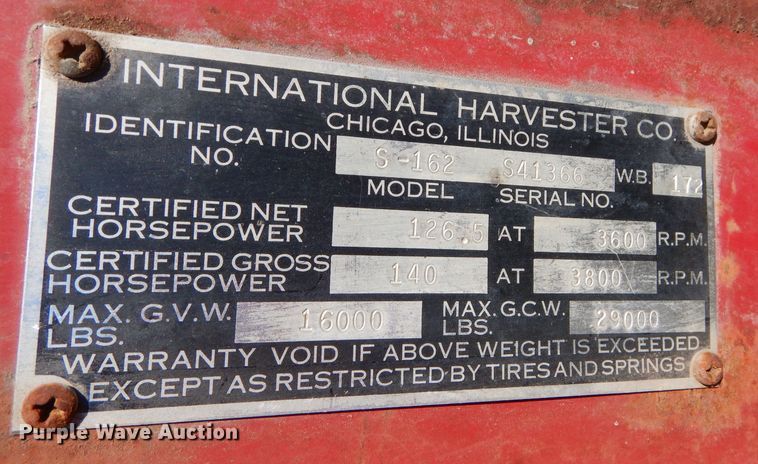 INTERNATIONAL HARVESTER CO.
CHICAGO, ILLINOIS
IDENTIFICATION NO. S-162 S41366 W.B. 172
MODEL SERIAL NO.
CERTIFIED NET HORSEPOWER 126.5 AT 3600 R.P.M.
CERTIFIED GROSS HORSEPOWER 140 AT 3800 R.P.M.
MAX. G.V.W. LBS. 16000 MAX. G.C.W. LBS. 29000
WARRANTY VOID IF ABOVE WEIGHT IS EXCEEDED
EXCEPT AS RESTRICTED BY TIRES AND SPRINGS
Purple Wave Auction